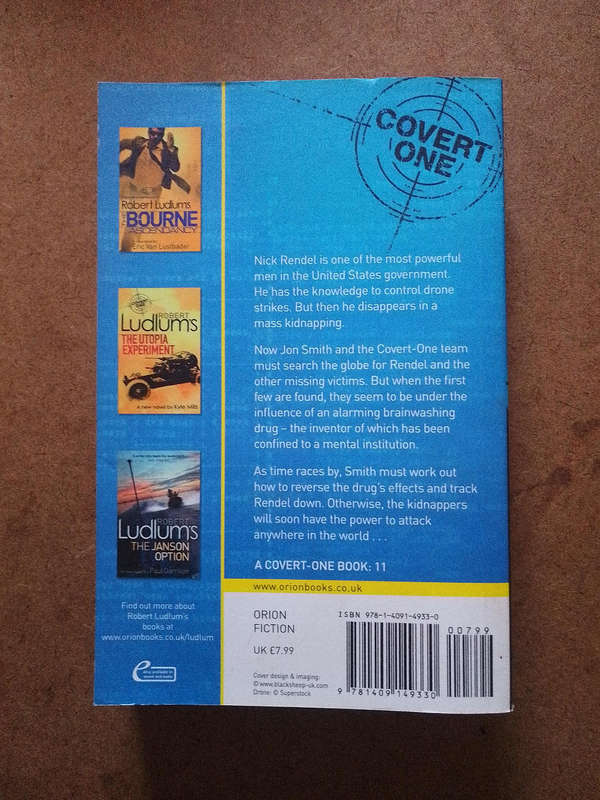 COVERT
ONE
Robert Ludlum's
THE
BOURNE
ASCENDANCY
Eric Van Lustbader
ROBERT
Ludlum's
THE UTOPIA
EXPERIMENT
A new novel by Kyle Mills
ROBERT
Ludlum's
THE JANSON
OPTION
Paul Garrison
Find out more about
Robert Ludlum's
books at
www.orionbooks.co.uk/ludlum
Nick Rendel is one of the most powerful
men in the United States government.
He has the knowledge to control drone
strikes. But then he disappears in a
mass kidnapping.
Now Jon Smith and the Covert-One team
must search the globe for Rendel and the
other missing victims. But when the first
few are found, they seem to be under the
influence of an alarming brainwashing
drug – the inventor of which has been
confined to a mental institution.
As time races by, Smith must work out
how to reverse the drug's effects and track
Rendel down. Otherwise, the kidnappers
will soon have the power to attack
anywhere in the world . . .
A COVERT-ONE BOOK: 11
www.orionbooks.co.uk
ORION
FICTION
UK £7.99
Cover design & imaging:
©www.blacksheep-uk.com
Drone: © Superstock
ISBN 978-1-4091-4933-0
00799
9 781409 149330